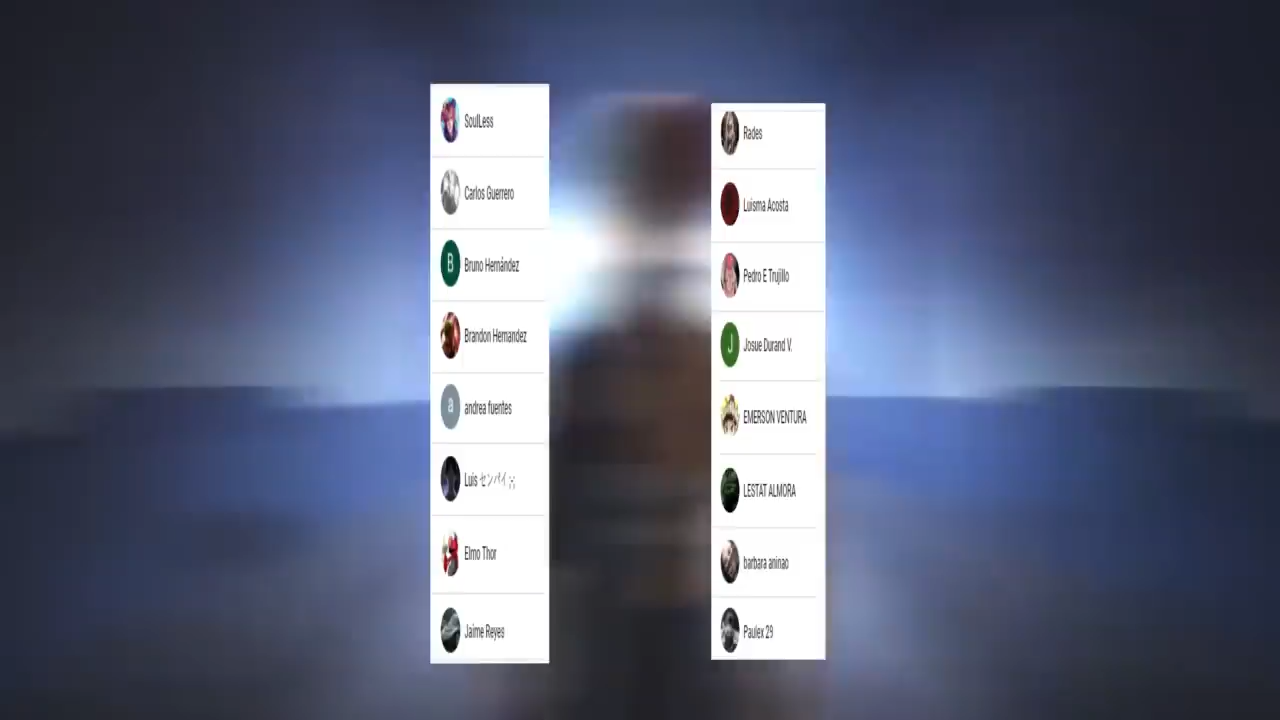 SoulLess
Carlos Guerrero
B
Bruno Hernàndez
Brandon Hernandez
a
andrea fuentes
Luis センパイ
Elmo Thor
Jaime Reyes
Rades
Luisma Acosta
Pedro E Trujillo
J
Josue Durand V.
EMERSON VENTURA
LESTAT ALMORA
barbara aninao
Paulex 29